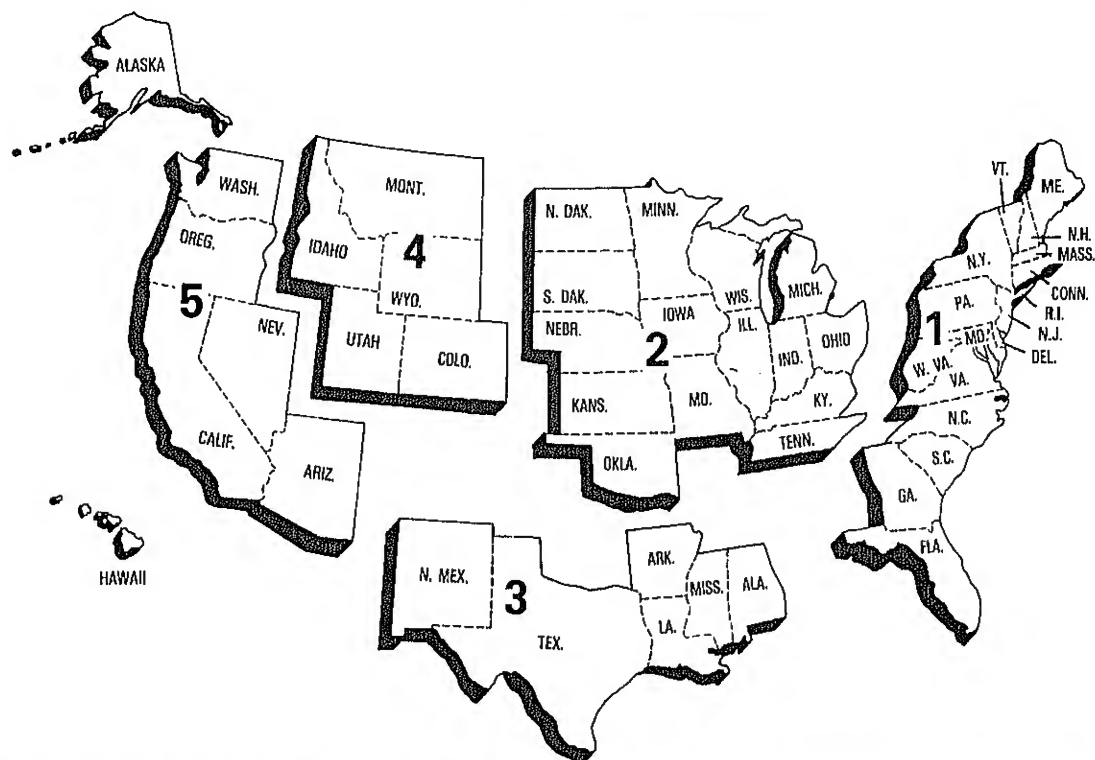 ALASKA
WASH.
OREG.
5
NEV.
CALIF.
ARIZ.
HAWAII
MONT.
IDAHO
4
WYO.
UTAH
COLO.
N. DAK.
MINN.
S. DAK.
WIS.
MICH.
NEBR.
IOWA
2
ILL.
IND.
OHIO
KANS.
MO.
KY.
OKLA.
TENN.
N. MEX.
3
TEX.
ARK.
LA.
MISS.
ALA.
VT.
ME.
N.H.
MASS.
N.Y.
CONN.
R.I.
PA.
N.J.
1
MD.
DEL.
W. VA.
VA.
N.C.
S.C.
GA.
FLA.